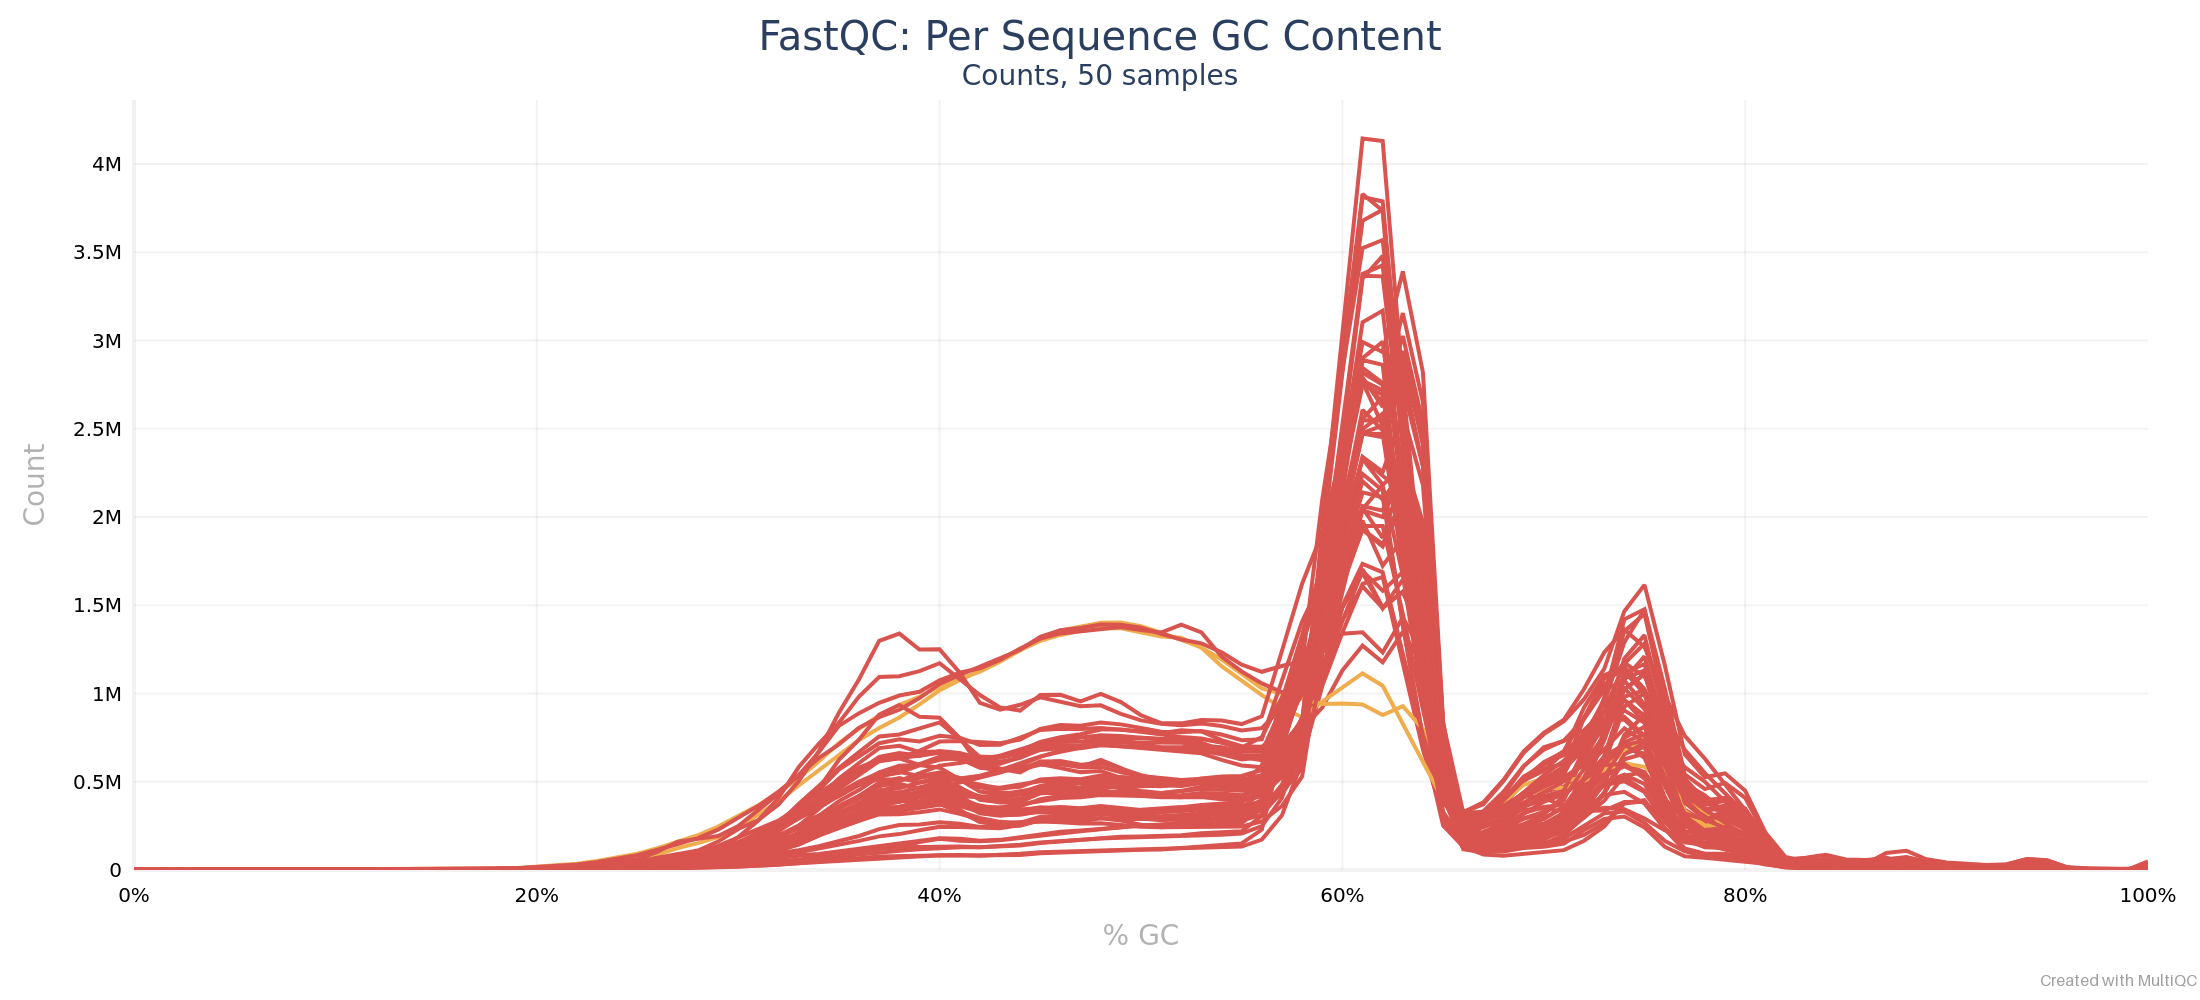 FastQC: Per Sequence GC Content
Counts, 50 samples
4M
3.5M
3M
2.5M
2M
1.5M
1M
0.5M
0
Count
0%
20%
40%
60%
80%
100%
% GC
Created with MultiQC